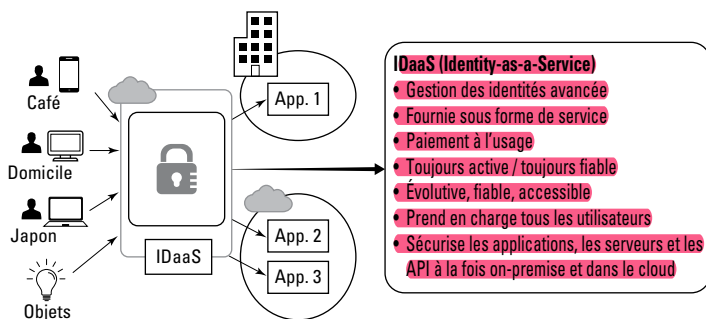 Café
Domicile
Japon
Objets
IDaaS
App. 1
App. 2
App. 3
IDaaS (Identity-as-a-Service)
• Gestion des identités avancée
• Fournie sous forme de service
• Paiement à l'usage
• Toujours active / toujours fiable
• Évolutive, fiable, accessible
• Prend en charge tous les utilisateurs
• Sécurise les applications, les serveurs et les
API à la fois on-premise et dans le cloud